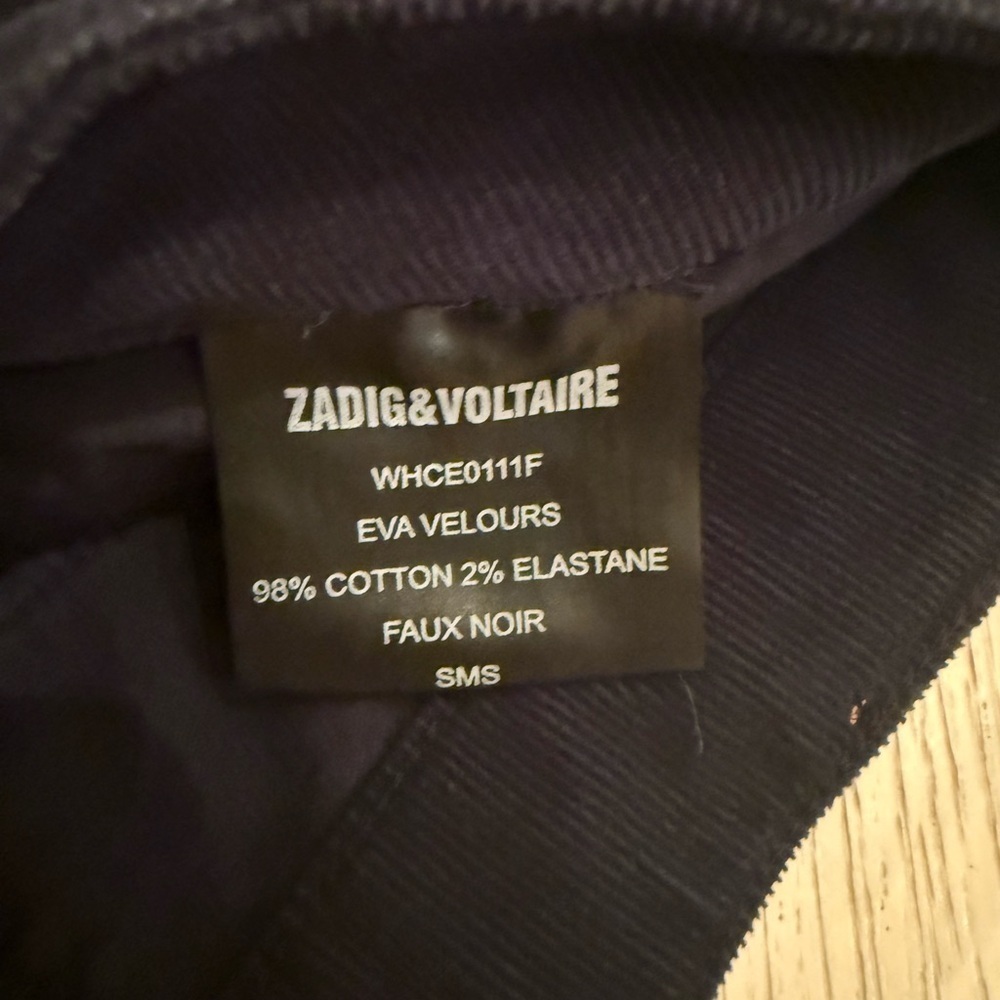 ZADIG&VOLTAIRE
WHCE0111F
EVA VELOURS
98% COTTON 2% ELASTANE
FAUX NOIR
SMS